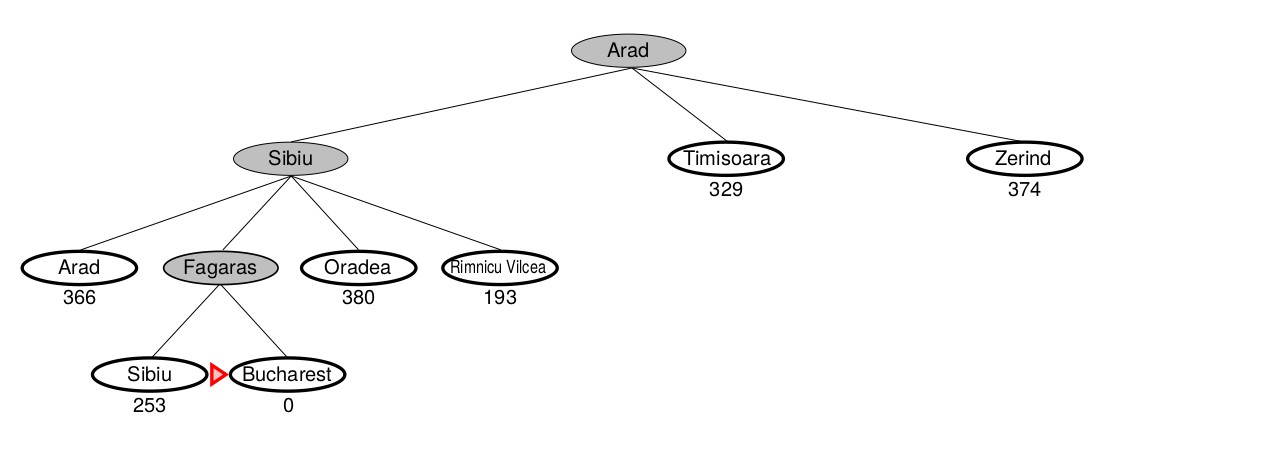 Arad
Sibiu Timisoara Zerind
329 374
Arad Fagaras Oradea Rimnicu Vilcea
366 380 193
Sibiu Bucharest
253 0